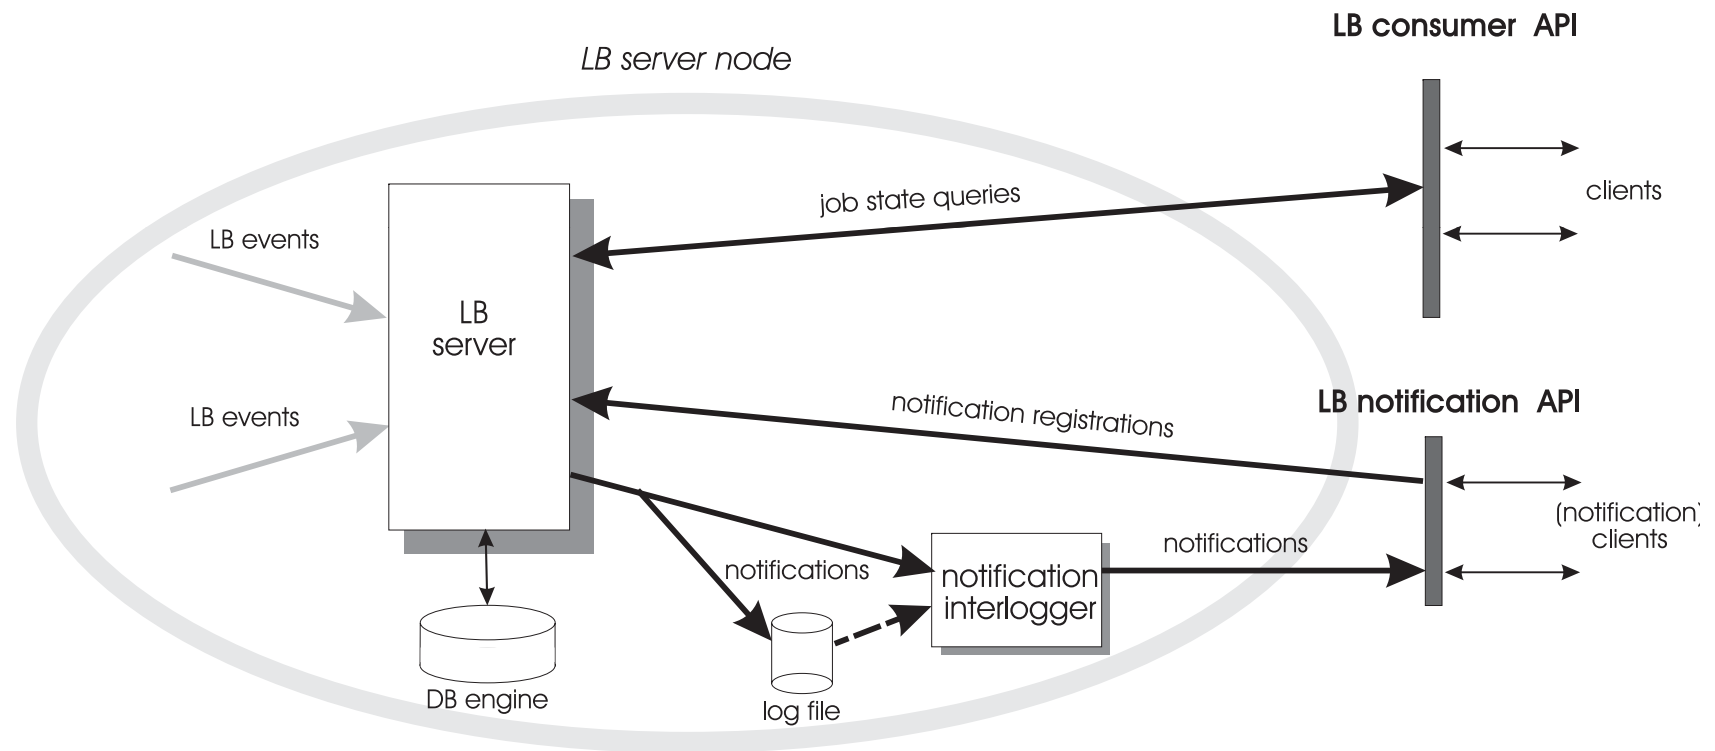 LB consumer API
LB server node
job state queries
clients
LB events
LB
server
LB events
notification registrations
LB notification API
(notification)
clients
notifications
notifications
notification
interlogger
DB engine
log file